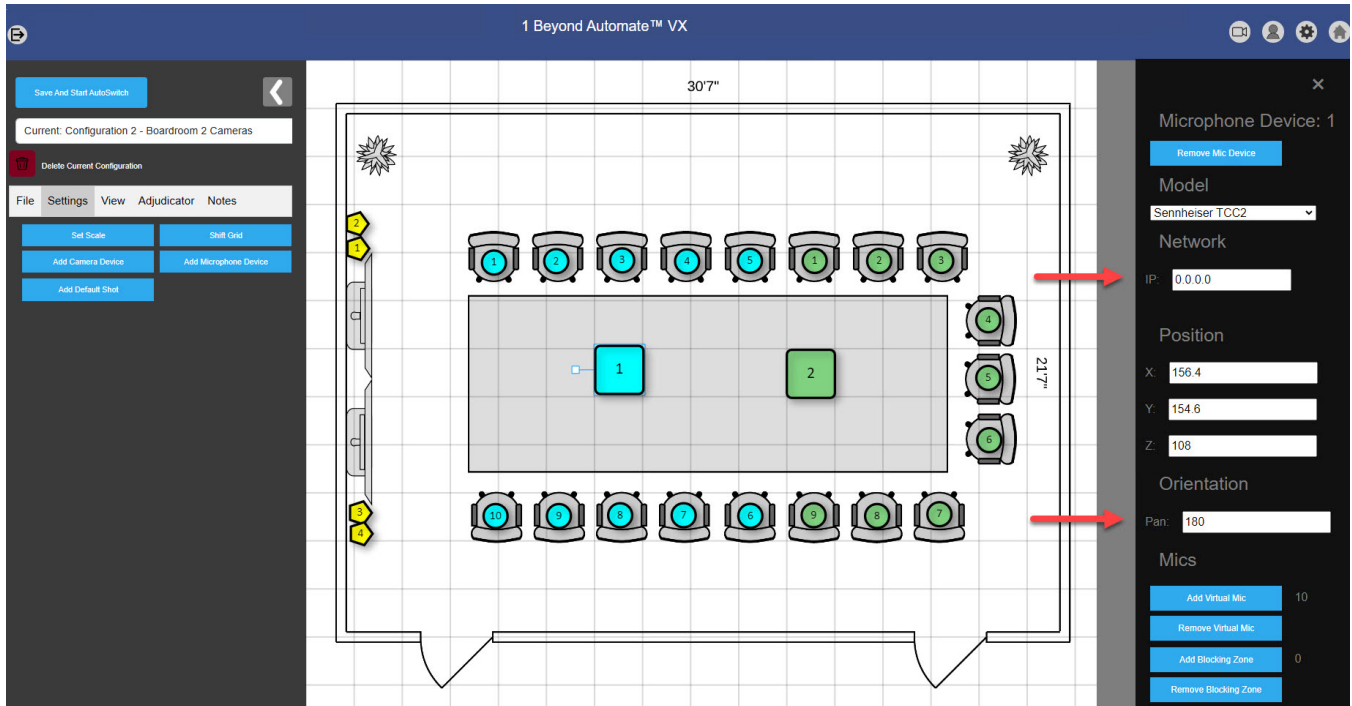 1 Beyond Automate™ VX
Save And Start AutoSwitch
Current: Configuration 2 - Boardroom 2 Cameras
Delete Current Configuration
File Settings View Adjudicator Notes
Set Scale Shift Grid
Add Camera Device Add Microphone Device
Add Default Shot
30'7"
2
1
1 2 3 4 5 1 2 3
4
1 2
5
21'7"
6
3
4
10 9 8 7 6 9 8 7
Microphone Device: 1
Remove Mic Device
Model
Sennheiser TCC2
Network
IP: 0.0.0.0
Position
X: 156.4
Y: 154.6
Z: 108
Orientation
Pan: 180
Mics
Add Virtual Mic 10
Remove Virtual Mic
Add Blocking Zone 0
Remove Blocking Zone